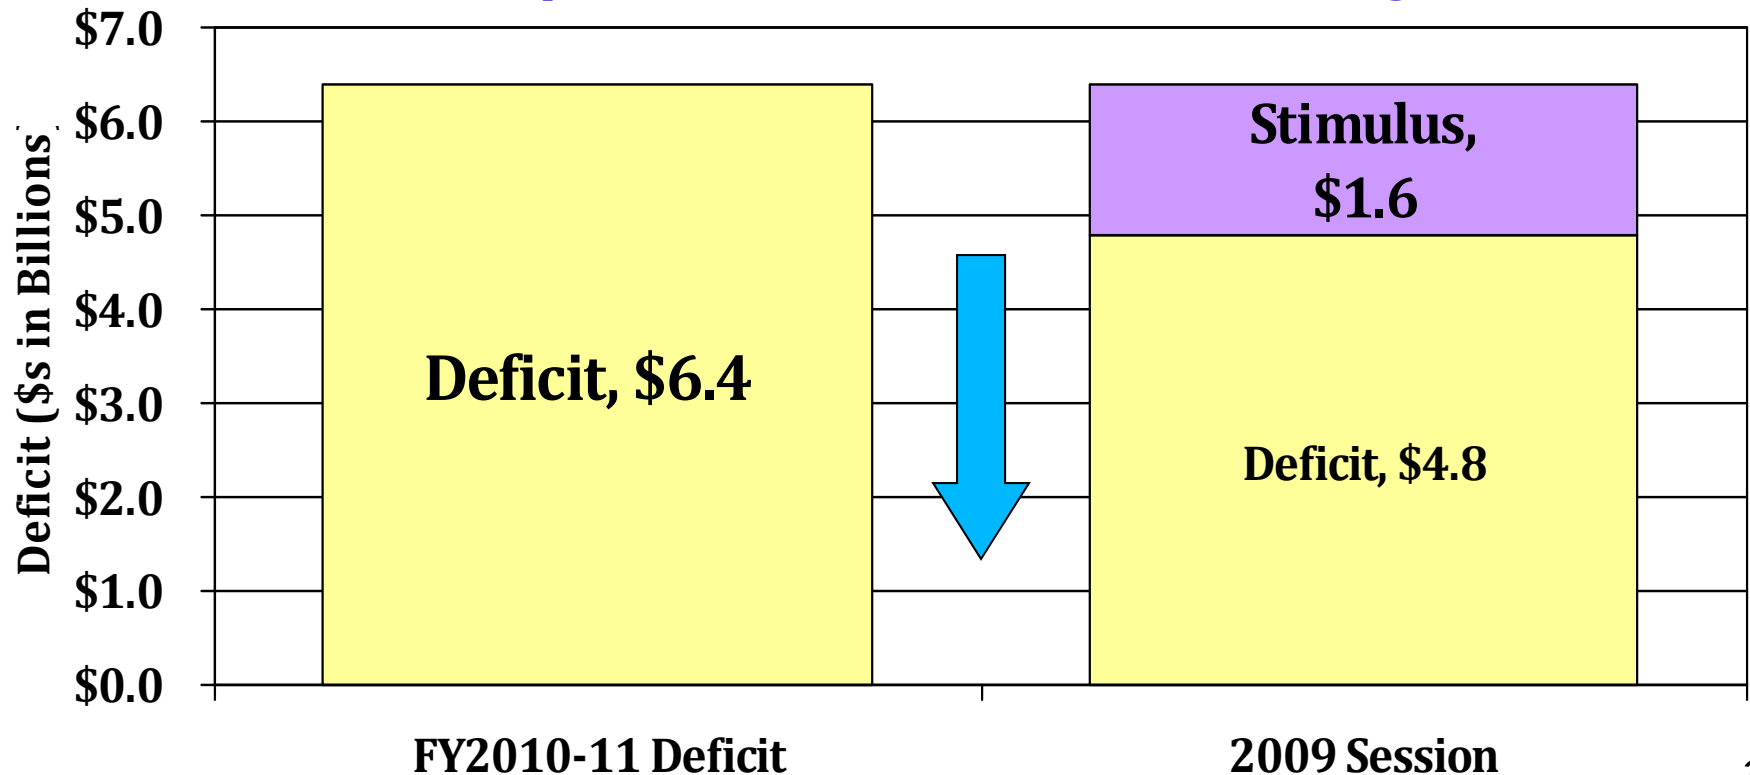 $7.0
$6.0
$5.0
$4.0
$3.0
$2.0
$1.0
$0.0
Deficit ($s in Billions
Deficit, $6.4
Stimulus,
$1.6
Deficit, $4.8
FY2010-11 Deficit
2009 Session